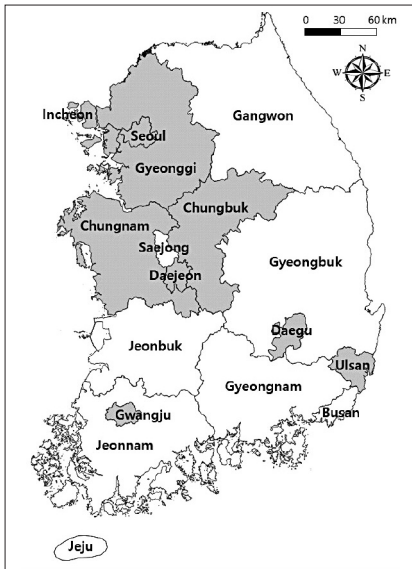 0 30 60 km
N
W E
S
Incheon
Seoul
Gangwon
Gyeonggi
Chungbuk
Chungnam
Saejong
Daejeon
Gyeongbuk
Jeonbuk
Daegu
Ulsan
Gyeongnam
Busan
Gwangju
Jeonnam
Jeju